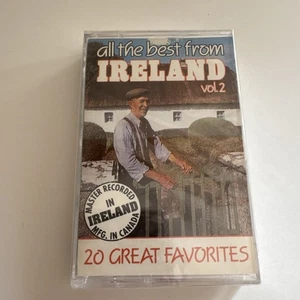 all the best from
IRELAND
vol.2
MASTER RECORDED
IN
IRELAND
MFG. IN CANADA
20 GREAT FAVORITES